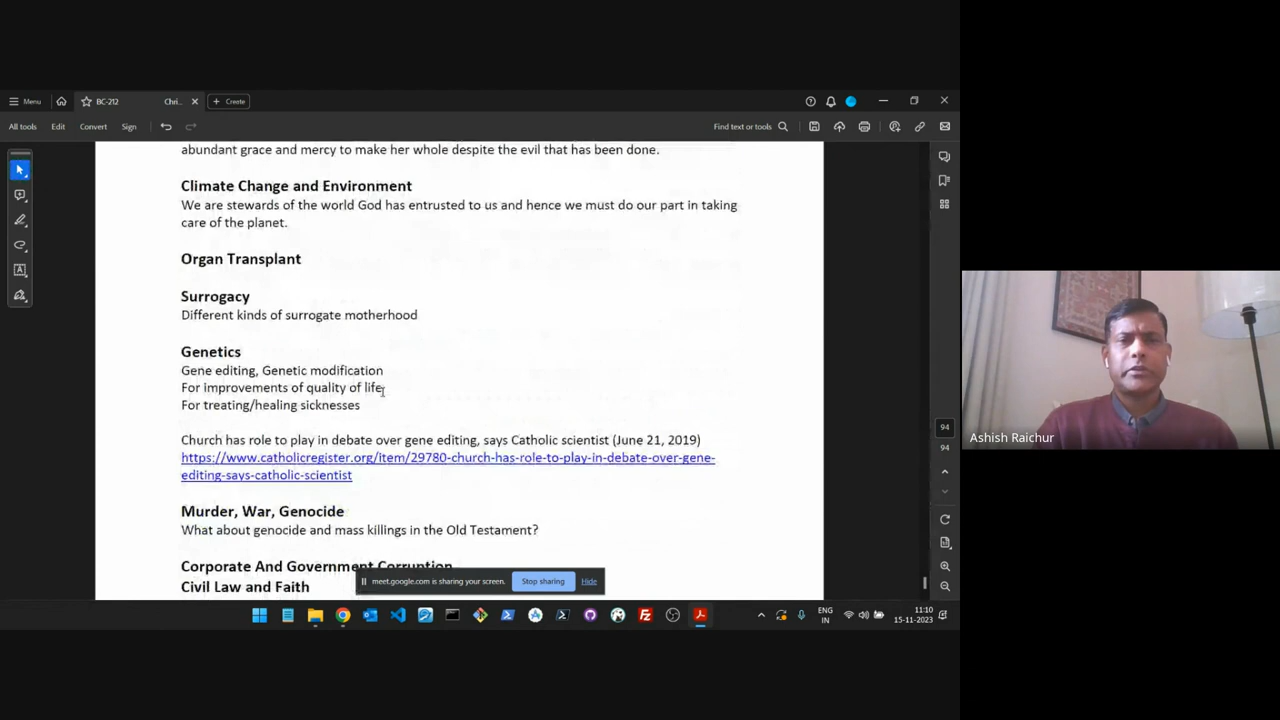 Menu
BC-212
Chri...
Create
All tools
Edit
Convert
Sign
Find text or tools
abundant grace and mercy to make her whole despite the evil that has been done.
Climate Change and Environment
We are stewards of the world God has entrusted to us and hence we must do our part in taking
care of the planet.
Organ Transplant
Surrogacy
Different kinds of surrogate motherhood
Genetics
Gene editing, Genetic modification
For improvements of quality of life
For treating/healing sicknesses
Church has role to play in debate over gene editing, says Catholic scientist (June 21, 2019)
https://www.catholicregister.org/item/29780-church-has-role-to-play-in-debate-over-gene-
editing-says-catholic-scientist
Murder, War, Genocide
What about genocide and mass killings in the Old Testament?
Corporate And Government Corruption
Civil Law and Faith
94
94
meet.google.com is sharing your screen.
Stop sharing
Hide
ENG
IN
11:10
15-11-2023
Ashish Raichur